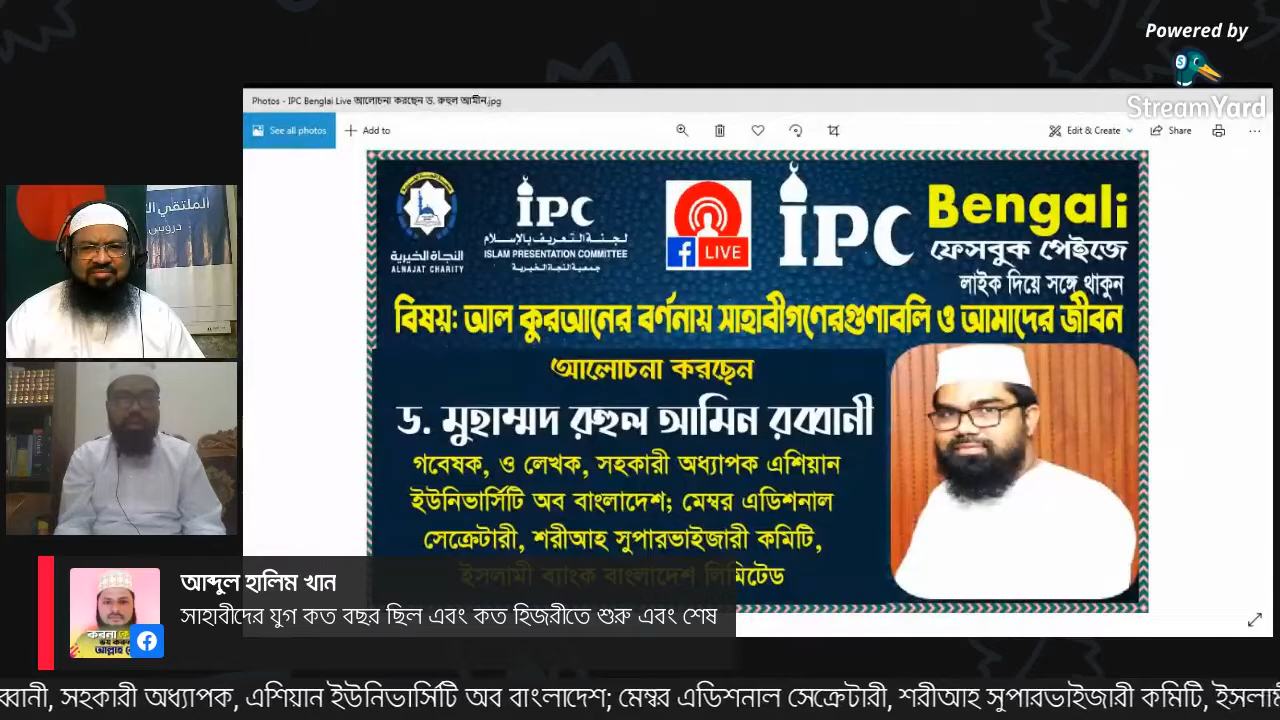 Powered by
StreamYard
Photos - IPC Benglai Live আলোচনা করছেন ড. রুহুল আমীন.jpg
See all photos
Add to
Edit & Create
Share
النجاة الخيرية
ALNAJAT CHARITY
IPC
لجنة التعريف بالإسلام
ISLAM PRESENTATION COMMITTEE
جمعية النجاة الخيرية
f LIVE
IPC
Bengali
ফেসবুক পেইজে
লাইক দিয়ে সঙ্গে থাকুন
বিষয়: আল কুরআনের বর্ণনায় সাহাবীগণেরগুণাবলি ও আমাদের জীবন
আলোচনা করছেন
ড. মুহাম্মদ রুহুল আমিন রব্বানী
গবেষক, ও লেখক, সহকারী অধ্যাপক এশিয়ান
ইউনিভার্সিটি অব বাংলাদেশ; মেম্বর এডিশনাল
সেক্রেটারী, শরীআহ সুপারভাইজারী কমিটি,
ইসলামী ব্যাংক বাংলাদেশ লিমিটেড
الملتقى
دروس
আব্দুল হালিম খান
সাহাবীদের যুগ কত বছর ছিল এবং কত হিজরীতে শুরু এবং শেষ
করনা
আল্লাহ
ব্বানী, সহকারী অধ্যাপক, এশিয়ান ইউনিভার্সিটি অব বাংলাদেশ; মেম্বর এডিশনাল সেক্রেটারী, শরীআহ সুপারভাইজারী কমিটি, ইসলামী